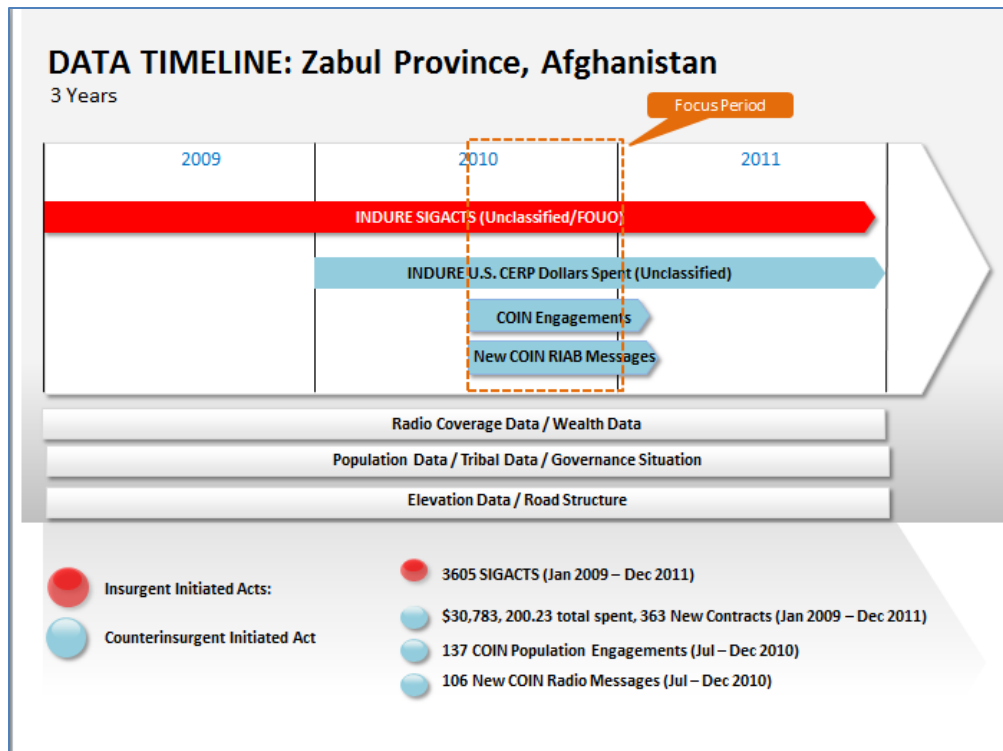 DATA TIMELINE: Zabul Province, Afghanistan
3 Years
Focus Period
2009
2010
2011
INDURE SIGACTS (Unclassified/FOUO)
INDURE U.S. CERP Dollars Spent (Unclassified)
COIN Engagements
New COIN RIAB Messages
Radio Coverage Data / Wealth Data
Population Data / Tribal Data / Governance Situation
Elevation Data / Road Structure
Insurgent Initiated Acts:
Counterinsurgent Initiated Act
3605 SIGACTS (Jan 2009 – Dec 2011)
$30,783, 200.23 total spent, 363 New Contracts (Jan 2009 – Dec 2011)
137 COIN Population Engagements (Jul – Dec 2010)
106 New COIN Radio Messages (Jul – Dec 2010)